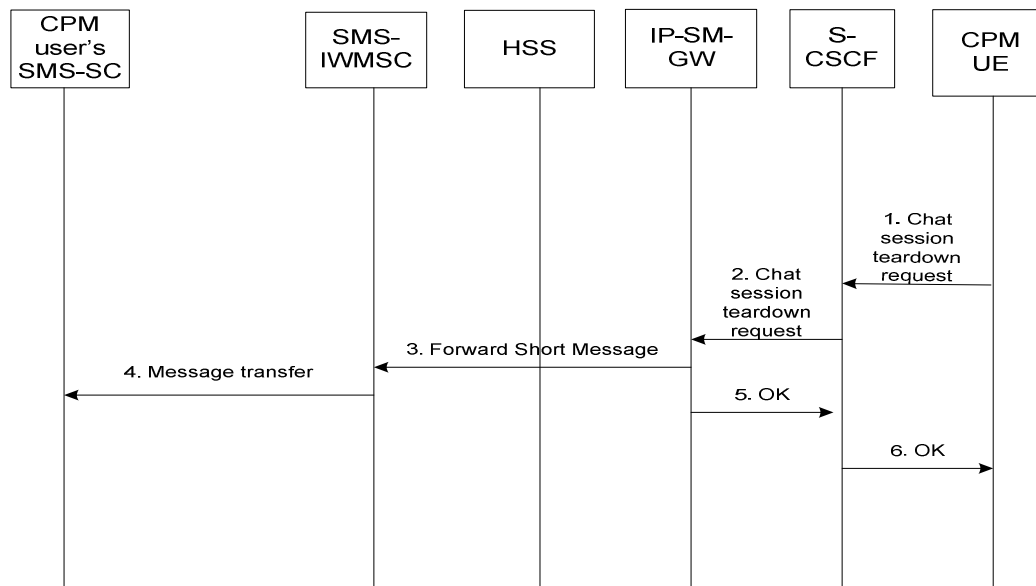 CPM
user's
SMS-SC
SMS-
IWMSC
HSS
IP-SM-
GW
S-
CSCF
CPM
UE
1. Chat
session
teardown
request
2. Chat
session
teardown
request
3. Forward Short Message
4. Message transfer
5. OK
6. OK